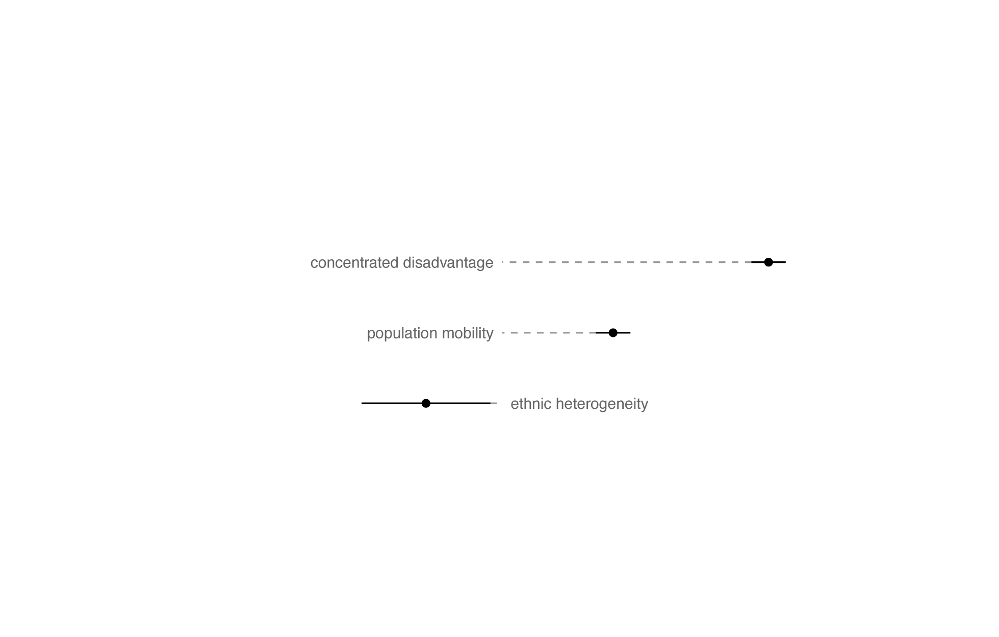 concentrated disadvantage
population mobility
ethnic heterogeneity